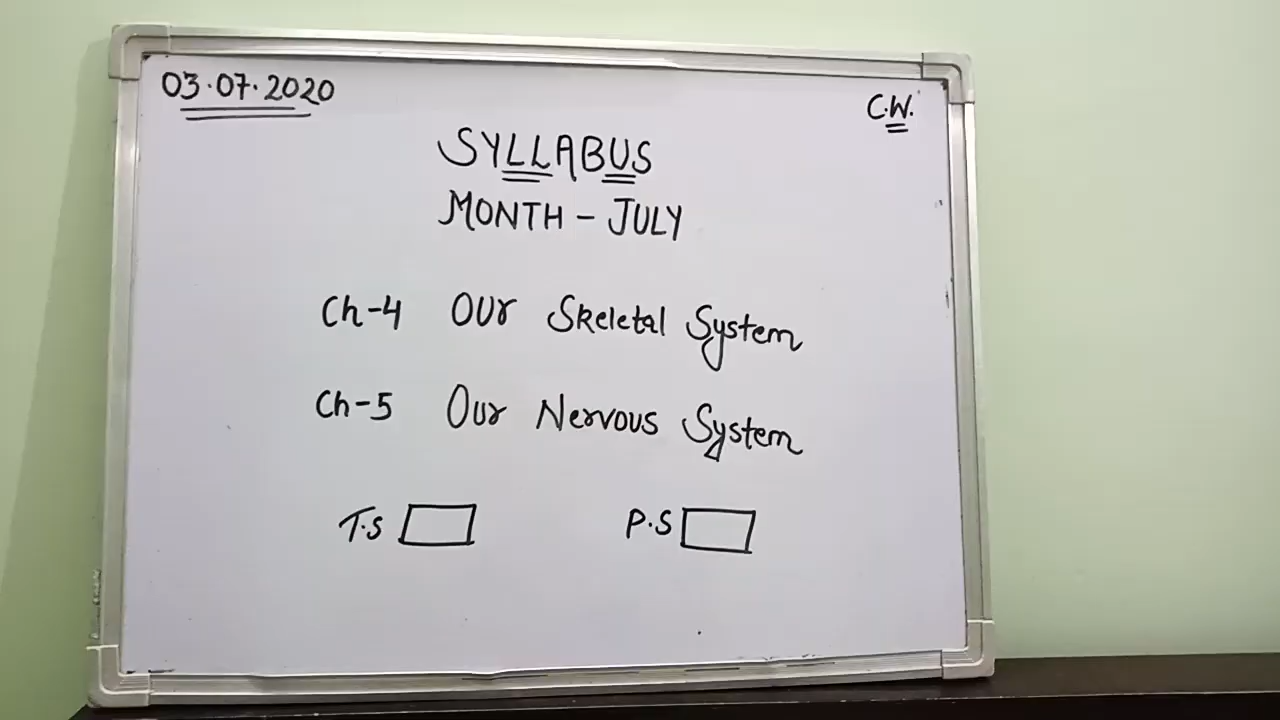 03.07.2020
C.W.
SYLLABUS
MONTH - JULY
Ch-4 Our Skeletal System
Ch-5 Our Nervous System
T.S P.S